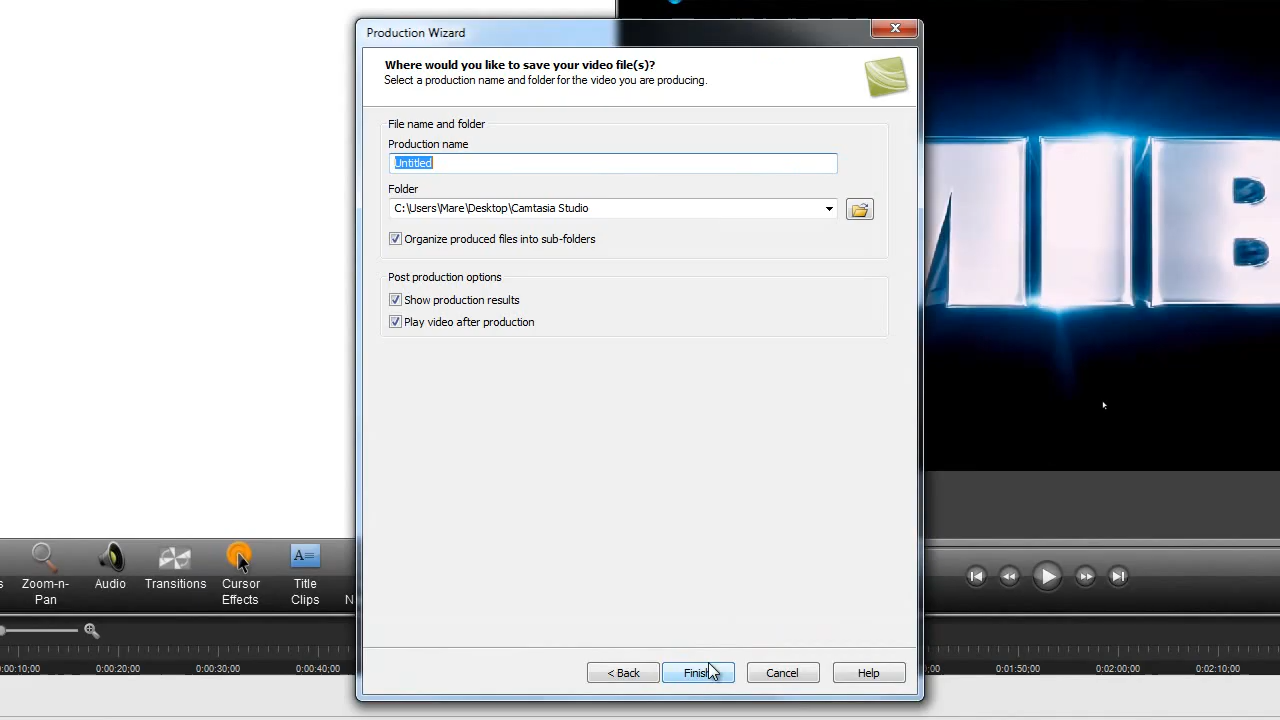 Production Wizard
Where would you like to save your video file(s)?
Select a production name and folder for the video you are producing.
File name and folder
Production name
Untitled
Folder
C:\Users\Mare\Desktop\Camtasia Studio
Organize produced files into sub-folders
Post production options
Show production results
Play video after production
MIB
Zoom-n-
Pan
Audio
Transitions
Cursor
Effects
A
Title
Clips
N
0:00:10;00
0:00:20;00
0:00:30;00
0:00:40;00
0:01:50;00
0:02:00;00
0:02:10;00
< Back
Finish
Cancel
Help